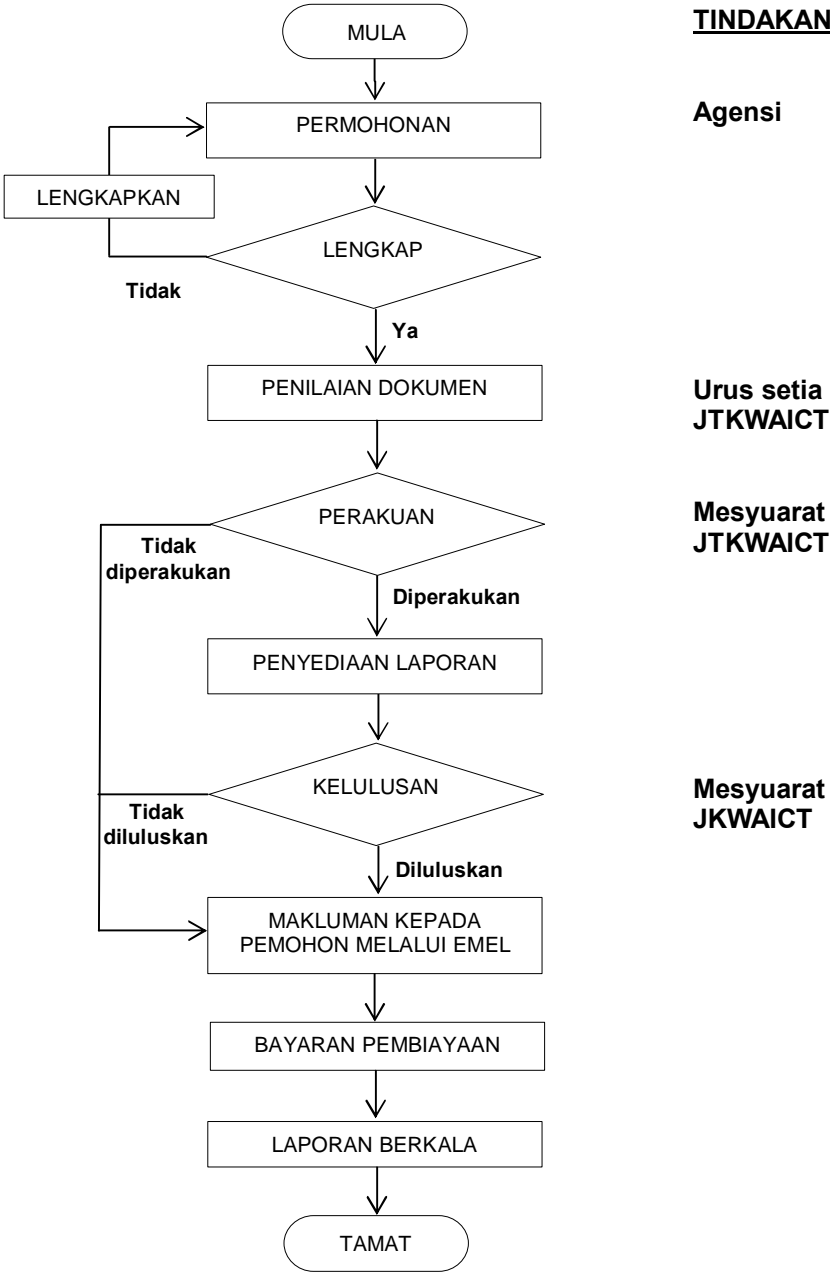 MULA
TINDAKAN
PERMOHONAN
Agensi
LENGKAPKAN
LENGKAP
Tidak
Ya
PENILAIAN DOKUMEN
Urus setia
JTKWAICT
PERAKUAN
Mesyuarat
JTKWAICT
Tidak
diperakukan
Diperakukan
PENYEDIAAN LAPORAN
KELULUSAN
Mesyuarat
JKWAICT
Tidak
diluluskan
Diluluskan
MAKLUMAN KEPADA
PEMOHON MELALUI EMEL
BAYARAN PEMBIAYAAN
LAPORAN BERKALA
TAMAT